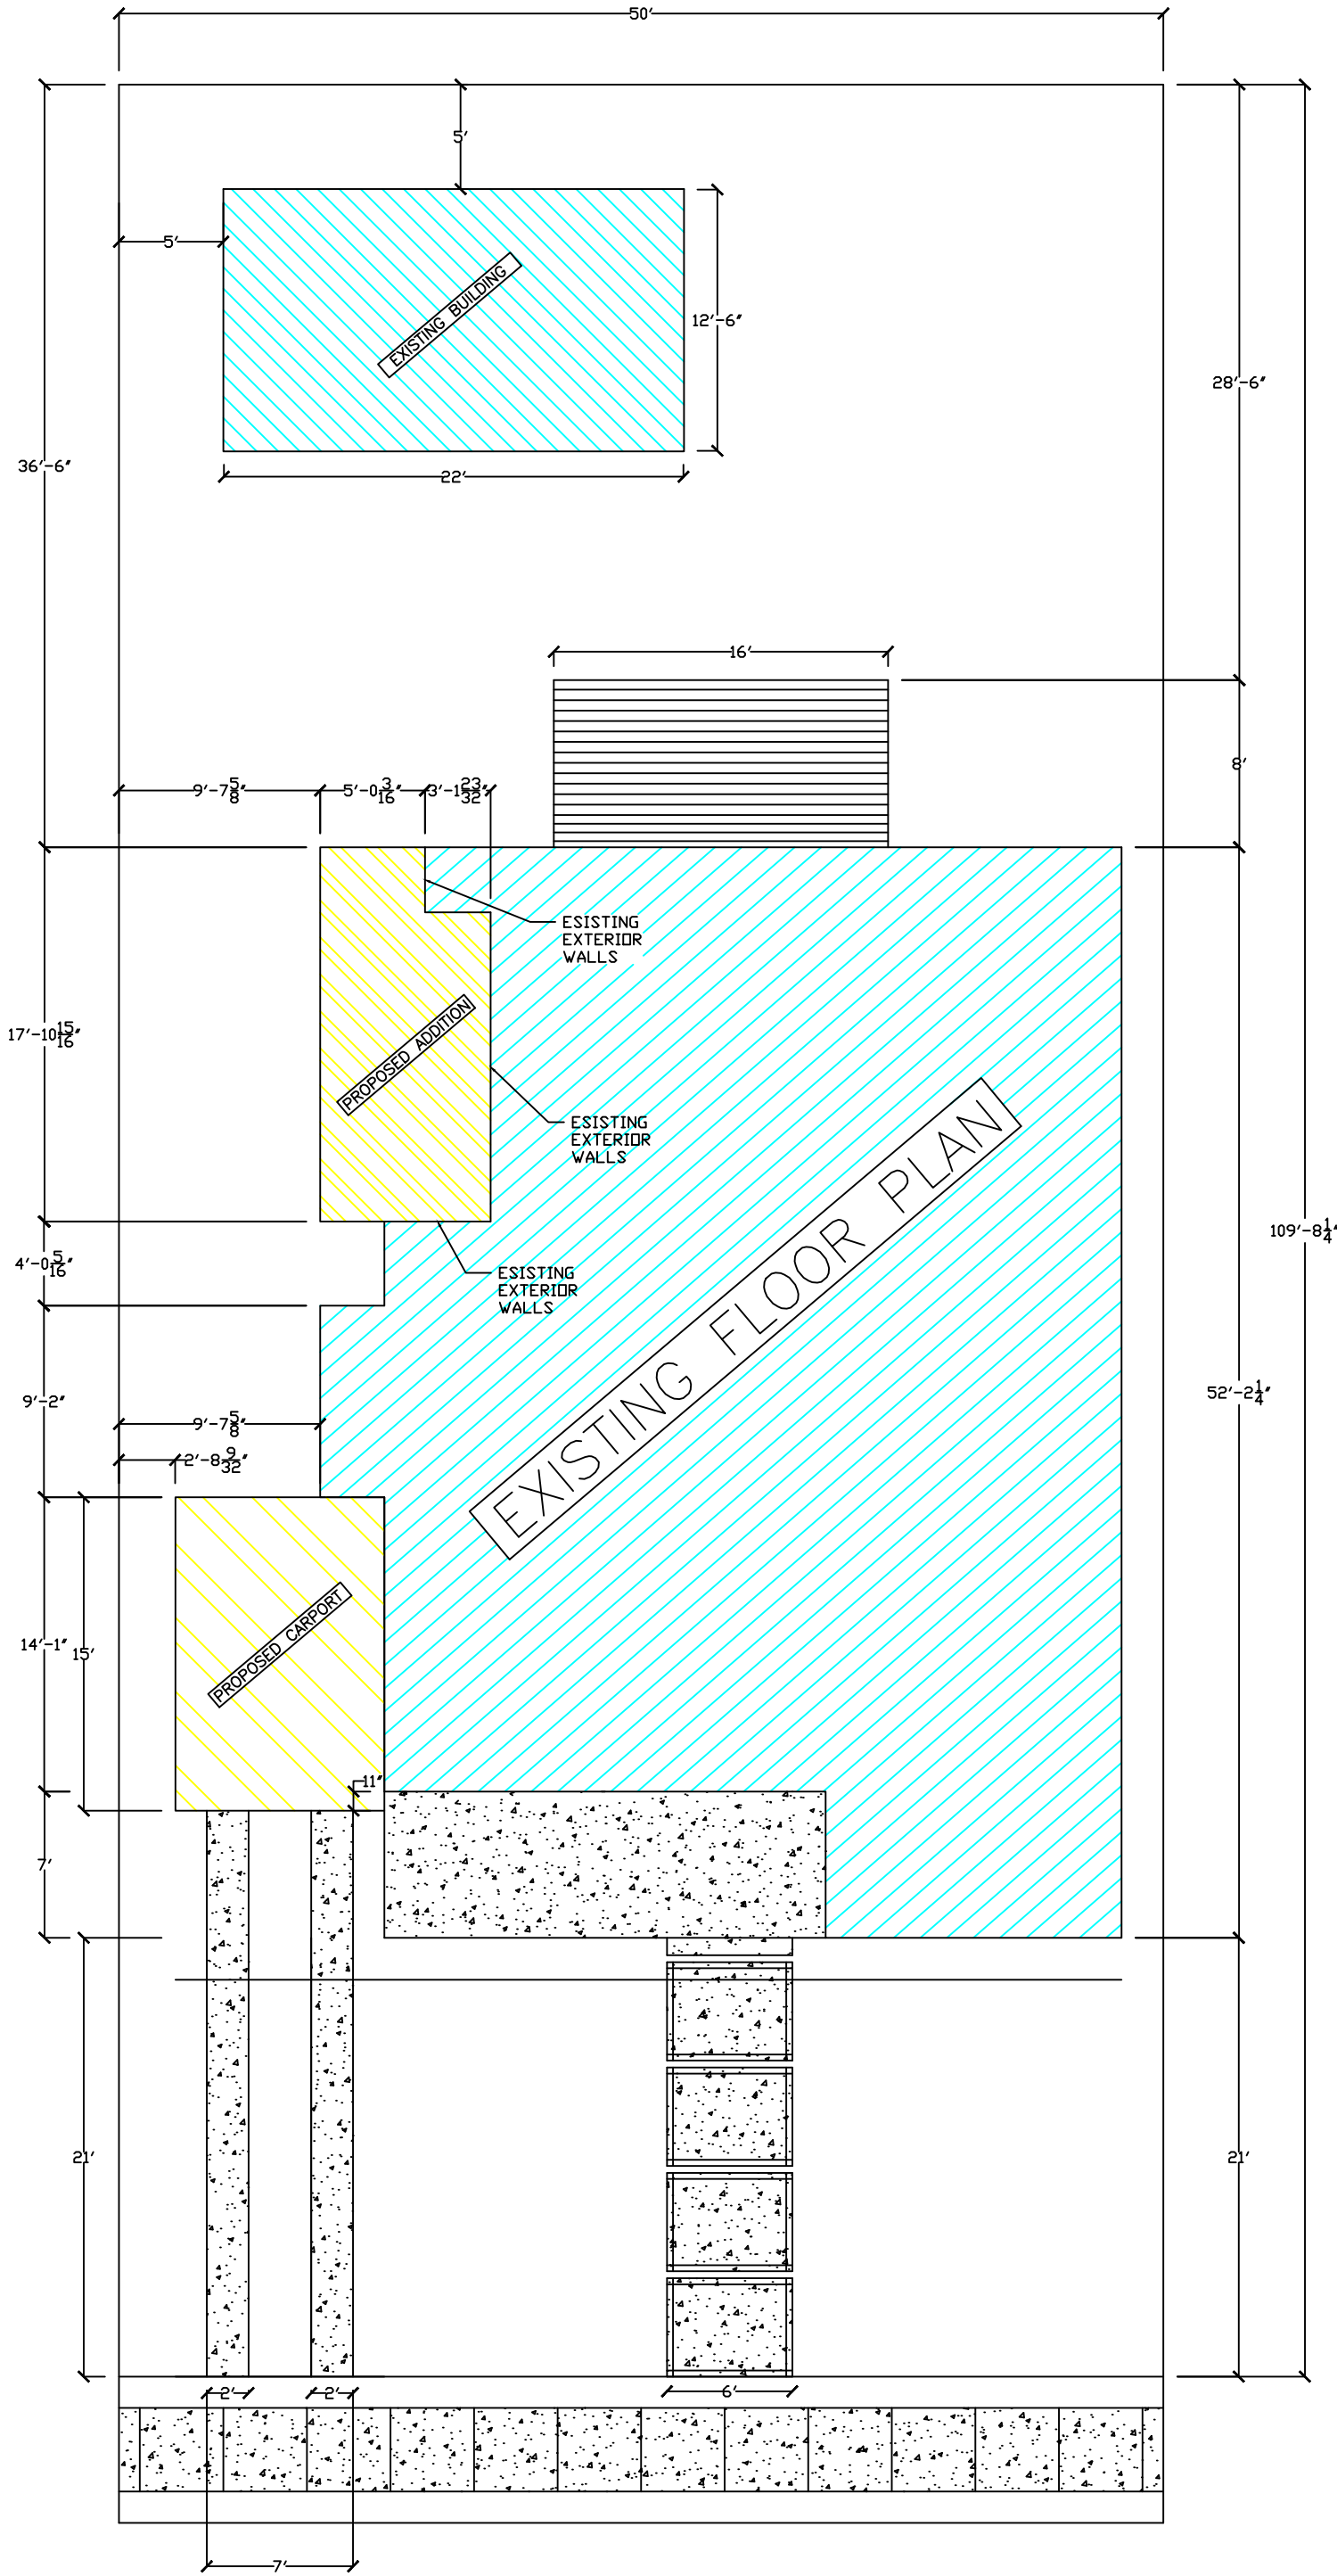 50'
5'
5'
EXISTING BUILDING
12'-6"
28'-6"
36'-6"
22'
16'
8'
9'-7 5/8"
5'-0 3/16"
3'-1 23/32"
ESISTING
EXTERIOR
WALLS
PROPOSED ADDITION
17'-10 15/16"
ESISTING
EXTERIOR
WALLS
109'-8 1/4"
4'-0 5/16"
ESISTING
EXTERIOR
WALLS
EXISTING FLOOR PLAN
9'-2"
52'-2 1/4"
9'-7 5/8"
2'-8 9/32"
PROPOSED CARPORT
14'-1"
15'
11"
7'
21'
21'
2'
2'
6'
7'